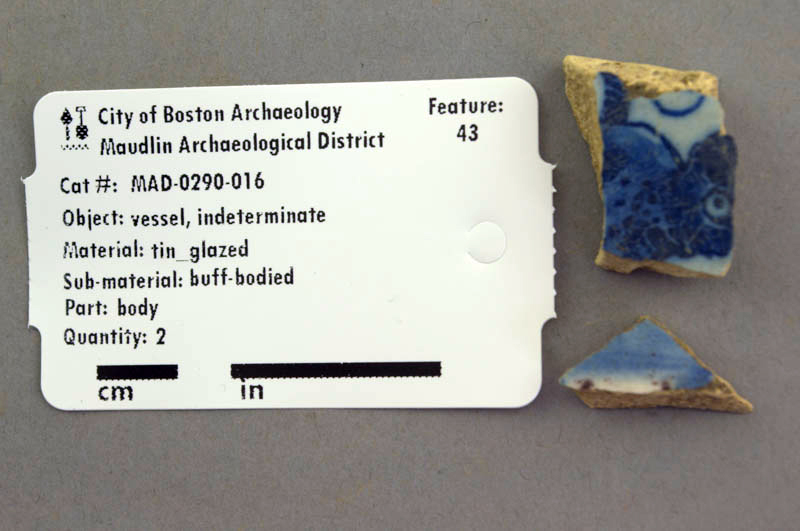 City of Boston Archaeology
Maudlin Archaeological District
Feature:
43
Cat #: MAD-0290-016
Object: vessel, indeterminate
Material: tin_glazed
Sub-material: buff-bodied
Part: body
Quantity: 2
cm in